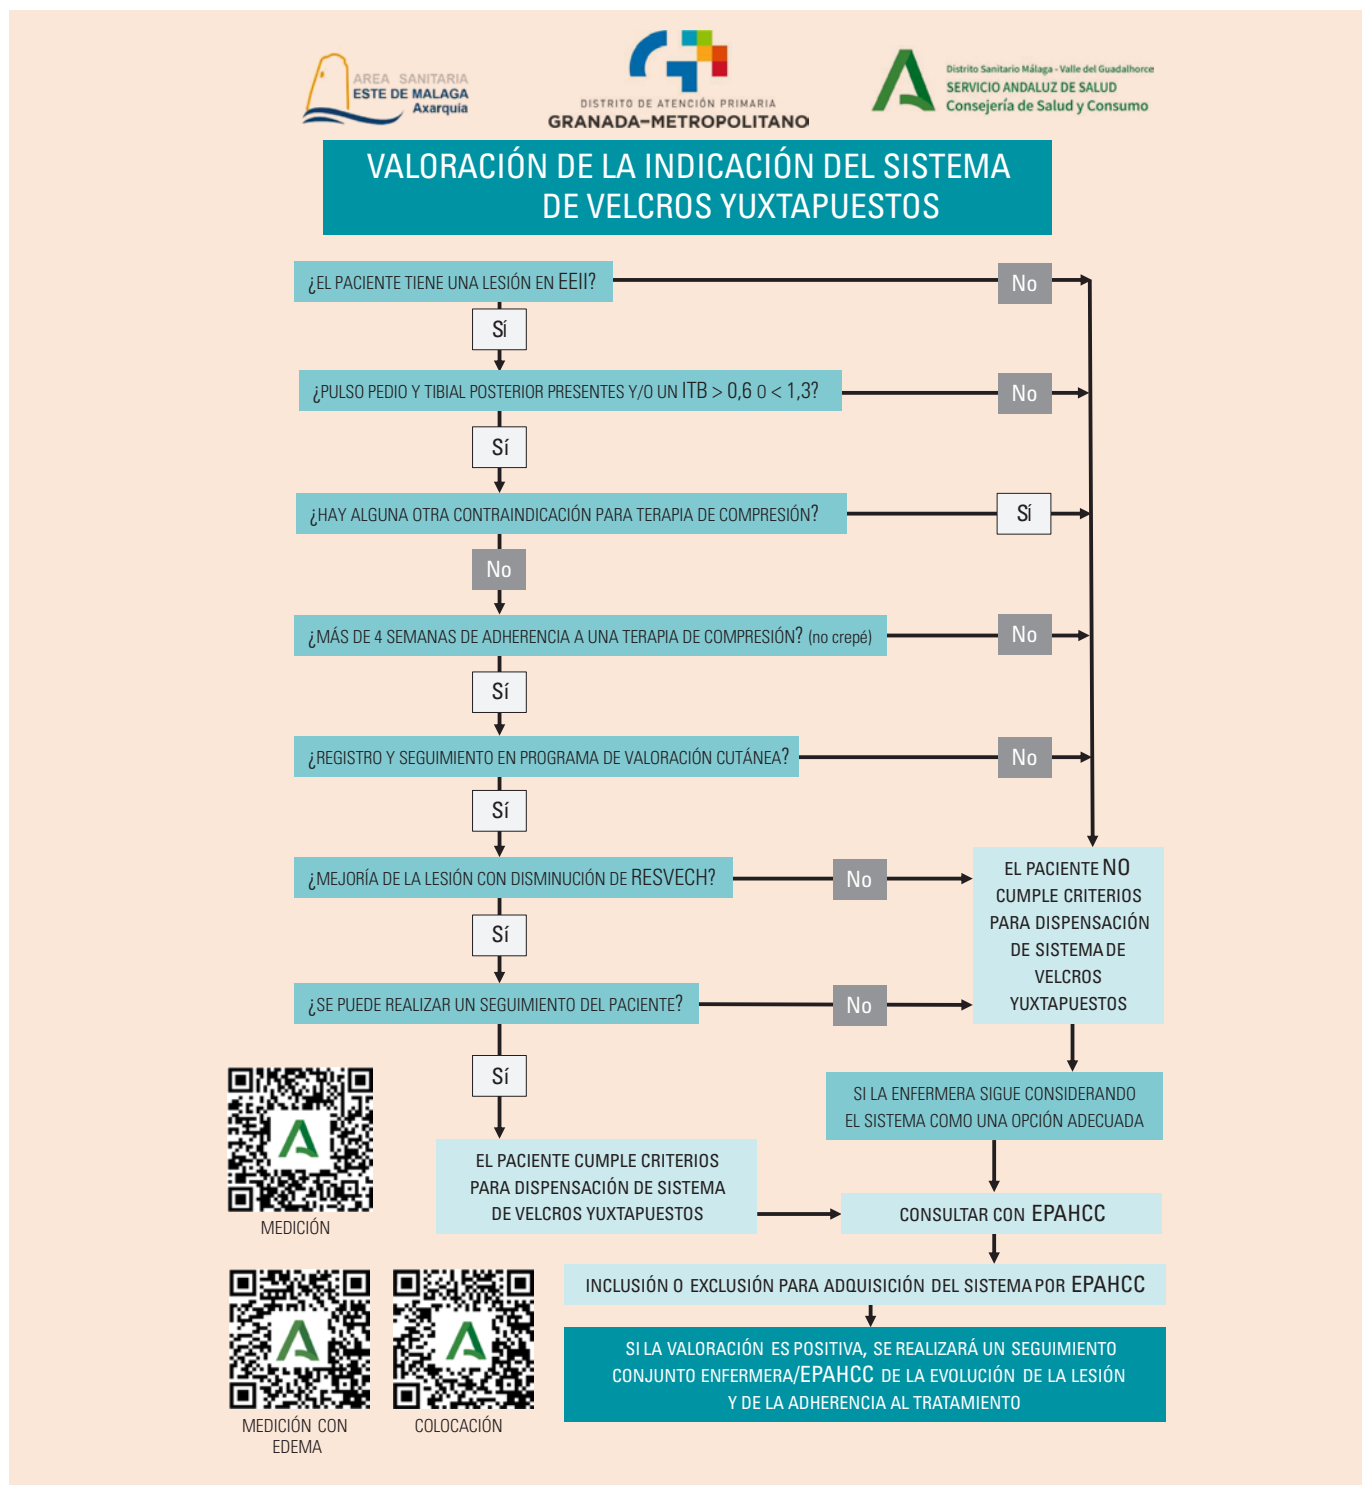 AREA SANITARIA
ESTE DE MALAGA
Axarquía
DISTRITO DE ATENCIÓN PRIMARIA
GRANADA-METROPOLITANO
Distrito Sanitario Málaga - Valle del Guadalhorce
SERVICIO ANDALUZ DE SALUD
Consejería de Salud y Consumo
VALORACIÓN DE LA INDICACIÓN DEL SISTEMA
DE VELCROS YUXTAPUESTOS
¿EL PACIENTE TIENE UNA LESIÓN EN EEII?
No
Sí
¿PULSO PEDIO Y TIBIAL POSTERIOR PRESENTES Y/O UN ITB > 0,6 O < 1,3?
No
Sí
¿HAY ALGUNA OTRA CONTRAINDICACIÓN PARA TERAPIA DE COMPRESIÓN?
Sí
No
¿MÁS DE 4 SEMANAS DE ADHERENCIA A UNA TERAPIA DE COMPRESIÓN? (no crepé)
No
Sí
¿REGISTRO Y SEGUIMIENTO EN PROGRAMA DE VALORACIÓN CUTÁNEA?
No
Sí
¿MEJORÍA DE LA LESIÓN CON DISMINUCIÓN DE RESVECH?
No
Sí
¿SE PUEDE REALIZAR UN SEGUIMIENTO DEL PACIENTE?
No
Sí
EL PACIENTE NO
CUMPLE CRITERIOS
PARA DISPENSACIÓN
DE SISTEMA DE
VELCROS
YUXTAPUESTOS
SI LA ENFERMERA SIGUE CONSIDERANDO
EL SISTEMA COMO UNA OPCIÓN ADECUADA
EL PACIENTE CUMPLE CRITERIOS
PARA DISPENSACIÓN DE SISTEMA
DE VELCROS YUXTAPUESTOS
CONSULTAR CON EPAHCC
INCLUSIÓN O EXCLUSIÓN PARA ADQUISICIÓN DEL SISTEMA POR EPAHCC
SI LA VALORACIÓN ES POSITIVA, SE REALIZARÁ UN SEGUIMIENTO
CONJUNTO ENFERMERA/EPAHCC DE LA EVOLUCIÓN DE LA LESIÓN
Y DE LA ADHERENCIA AL TRATAMIENTO
MEDICIÓN
MEDICIÓN CON
EDEMA
COLOCACIÓN